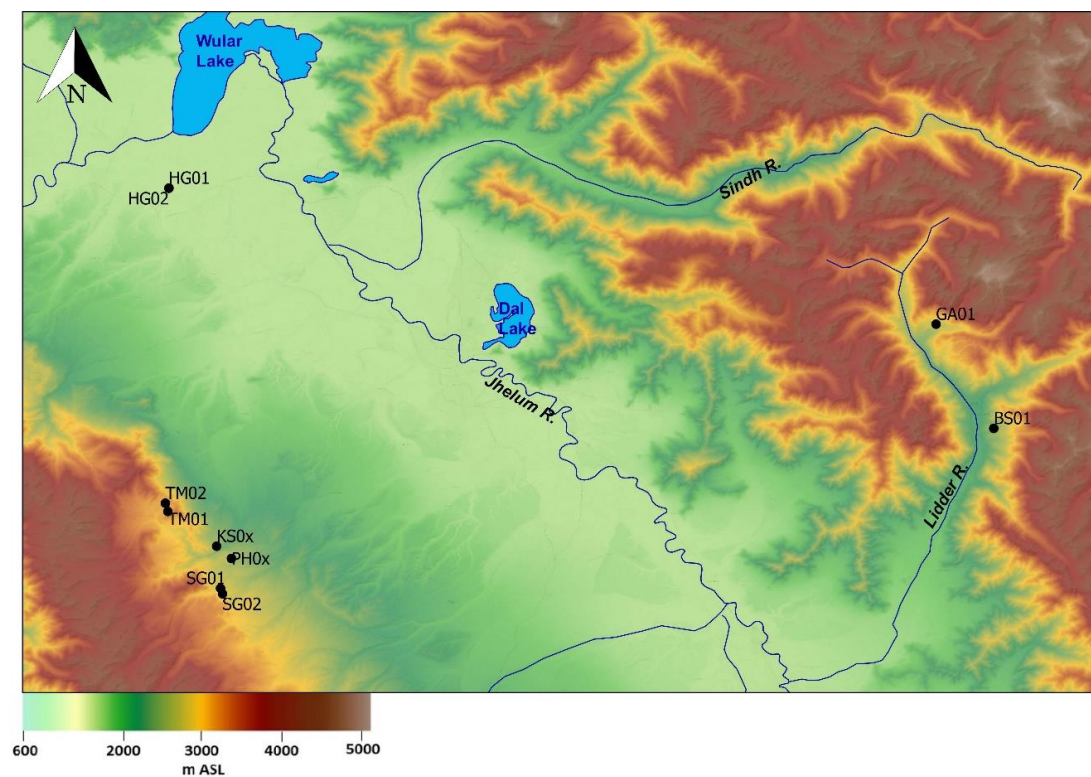 Wular
Lake
N
HG01
HG02
Sindh R.
Dal
Lake
GA01
Jhelum R.
BS01
Lidder R.
TM02
TM01
KS0x
PH0x
SG01
SG02
600
2000
3000
4000
5000
m ASL